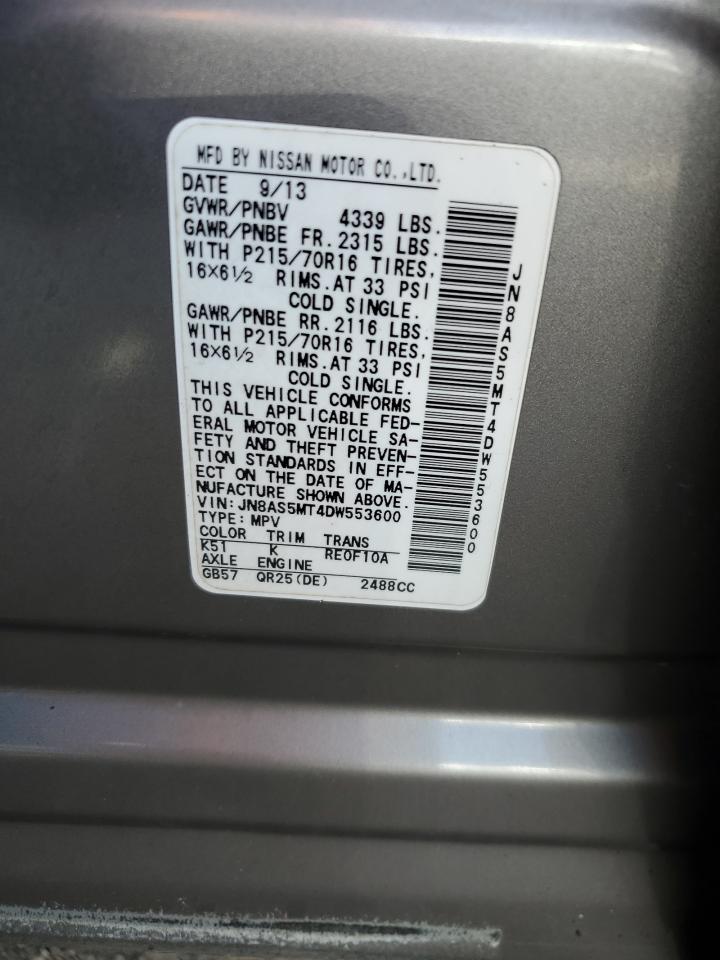 MFD BY NISSAN MOTOR CO.,LTD.
DATE 9/13
GVWR/PNBV 4339 LBS.
GAWR/PNBE FR. 2315 LBS.
WITH P215/70R16 TIRES,
16×6½ RIMS.AT 33 PSI
COLD SINGLE.
GAWR/PNBE RR. 2116 LBS.
WITH P215/70R16 TIRES,
16×6½ RIMS.AT 33 PSI
COLD SINGLE.
THIS VEHICLE CONFORMS
TO ALL APPLICABLE FED-
ERAL MOTOR VEHICLE SA-
FETY AND THEFT PREVEN-
TION STANDARDS IN EFF-
ECT ON THE DATE OF MA-
NUFACTURE SHOWN ABOVE.
VIN: JN8AS5MT4DW553600
TYPE: MPV
COLOR TRIM TRANS
K51 K RE0F10A
AXLE ENGINE
GB57 QR25(DE) 2488CC
JN8AS5MT4DW553600